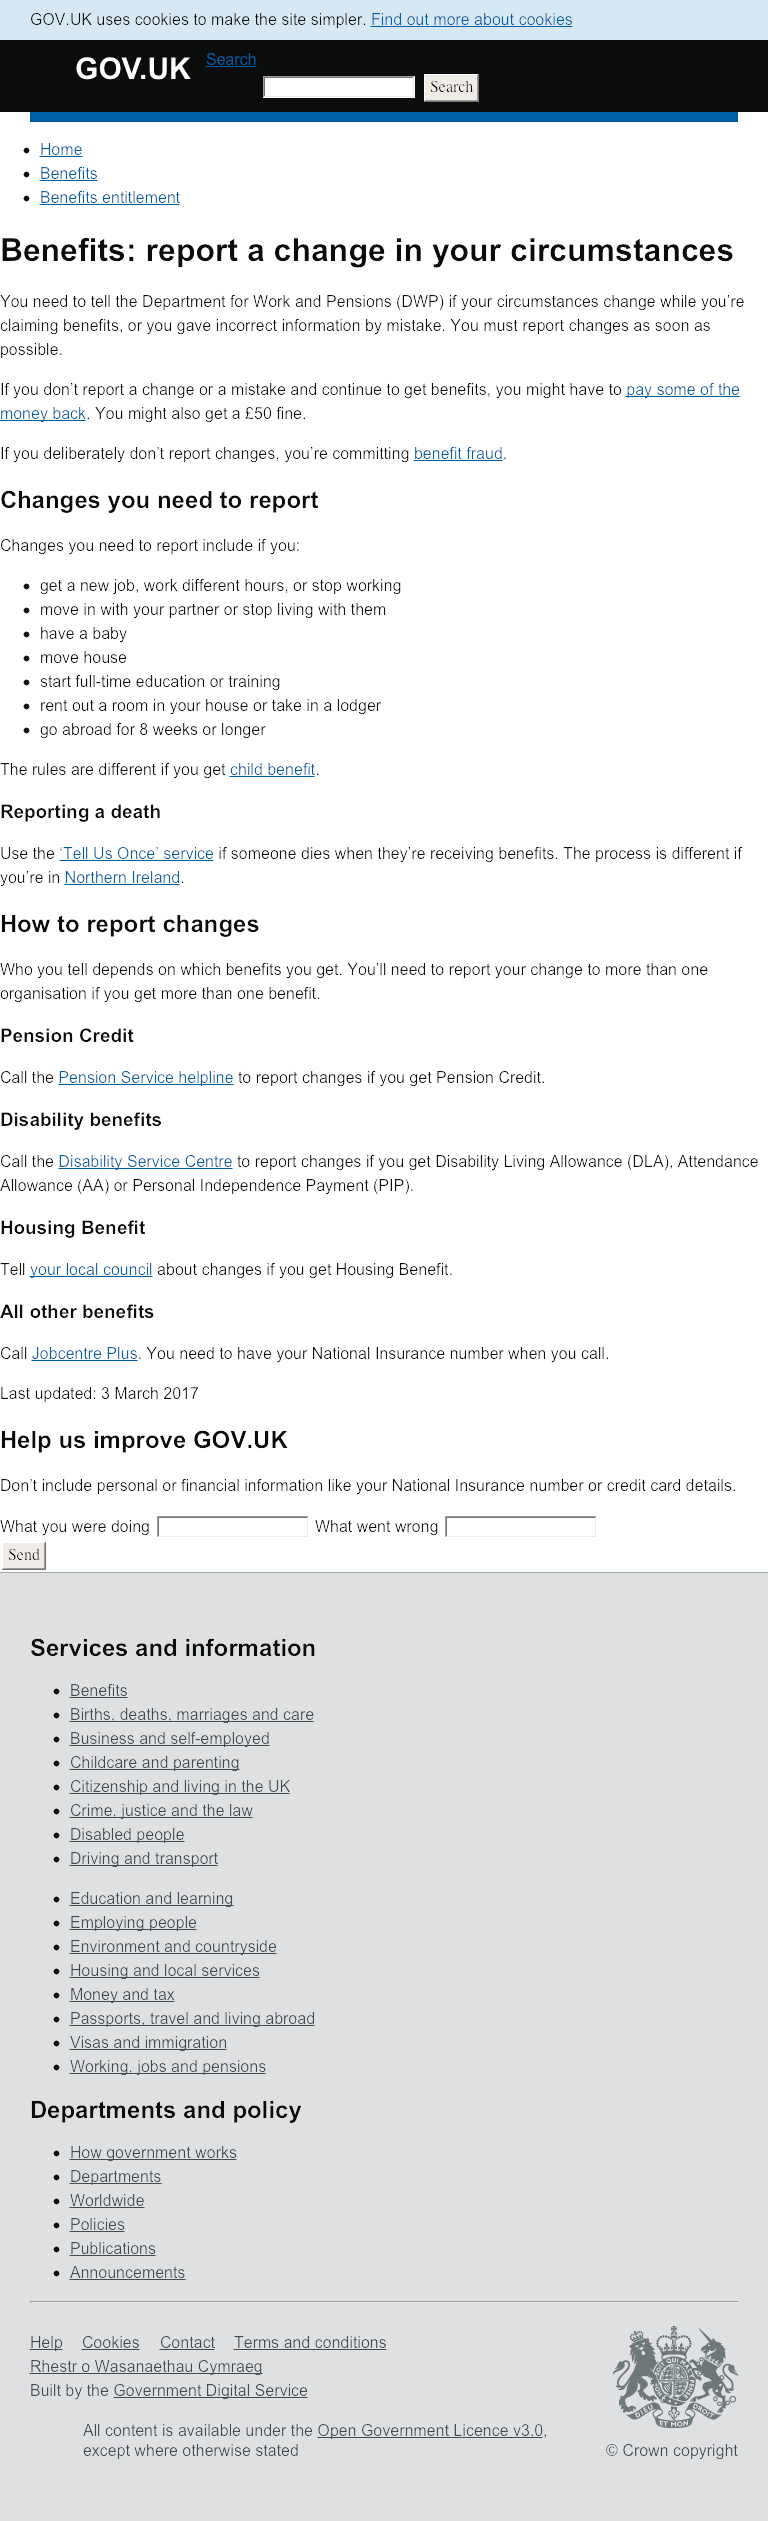 GOV.UK uses cookies to make the site simpler. Find out more about cookies
GOV.UK
Search
Search
Home
Benefits
Benefits entitlement
Benefits: report a change in your circumstances
You need to tell the Department for Work and Pensions (DWP) if your circumstances change while you're
claiming benefits, or you gave incorrect information by mistake. You must report changes as soon as
possible.
If you don't report a change or a mistake and continue to get benefits, you might have to pay some of the
money back. You might also get a £50 fine.
If you deliberately don't report changes, you're committing benefit fraud.
Changes you need to report
Changes you need to report include if you:
get a new job, work different hours, or stop working
move in with your partner or stop living with them
have a baby
move house
start full-time education or training
rent out a room in your house or take in a lodger
go abroad for 8 weeks or longer
The rules are different if you get child benefit.
Reporting a death
Use the ‘Tell Us Once’ service if someone dies when they're receiving benefits. The process is different if
you're in Northern Ireland.
How to report changes
Who you tell depends on which benefits you get. You'll need to report your change to more than one
organisation if you get more than one benefit.
Pension Credit
Call the Pension Service helpline to report changes if you get Pension Credit.
Disability benefits
Call the Disability Service Centre to report changes if you get Disability Living Allowance (DLA), Attendance
Allowance (AA) or Personal Independence Payment (PIP).
Housing Benefit
Tell your local council about changes if you get Housing Benefit.
All other benefits
Call Jobcentre Plus. You need to have your National Insurance number when you call.
Last updated: 3 March 2017
Help us improve GOV.UK
Don't include personal or financial information like your National Insurance number or credit card details.
What you were doing What went wrong
Send
Services and information
Benefits
Births, deaths, marriages and care
Business and self-employed
Childcare and parenting
Citizenship and living in the UK
Crime, justice and the law
Disabled people
Driving and transport
Education and learning
Employing people
Environment and countryside
Housing and local services
Money and tax
Passports, travel and living abroad
Visas and immigration
Working, jobs and pensions
Departments and policy
How government works
Departments
Worldwide
Policies
Publications
Announcements
Help Cookies Contact Terms and conditions
Rhestr o Wasanaethau Cymraeg
Built by the Government Digital Service
All content is available under the Open Government Licence v3.0,
except where otherwise stated
DIEU ET MON
© Crown copyright